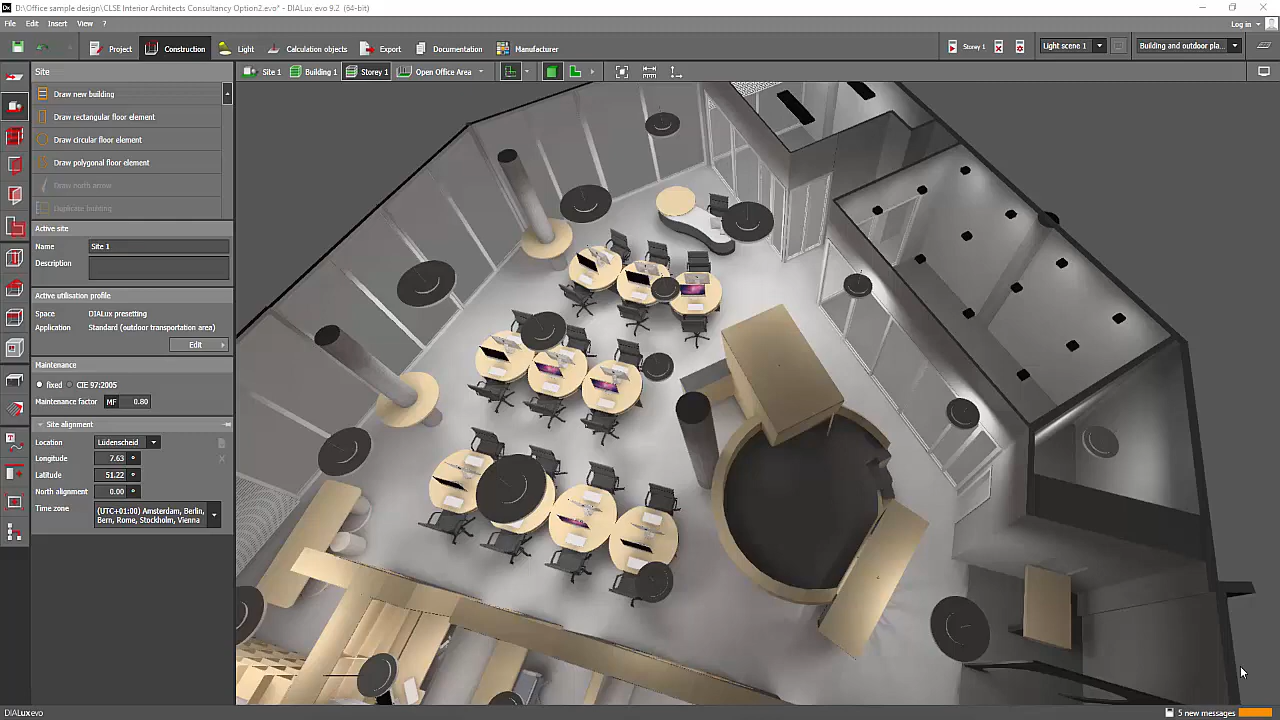 D:\Office sample design\CLSE Interior Architects Consultancy Option2.evo* - DIALux evo 9.2 (64-bit)
File Edit Insert View ?
Log in
Project Construction Light Calculation objects Export Documentation Manufacturer
Storey 1 Light scene 1 Building and outdoor pla...
Site
Site 1 Building 1 Storey 1 Open Office Area
Draw new building
Draw rectangular floor element
Draw circular floor element
Draw polygonal floor element
Draw north arrow
Duplicate building
Active site
Name Site 1
Description
Active utilisation profile
Space DIALux presetting
Application Standard (outdoor transportation area)
Edit
Maintenance
fixed CIE 97:2005
Maintenance factor MF 0.80
Site alignment
Location Lüdenscheid
Longitude 7.63 °
Latitude 51.22 °
North alignment 0.00 °
Time zone (UTC+01:00) Amsterdam, Berlin,
Bern, Rome, Stockholm, Vienna
DIALux evo
5 new messages